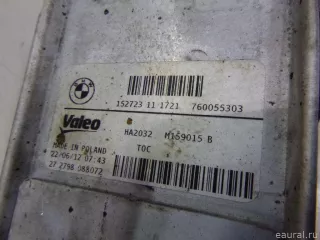 152723 11 1721 760055303
Valeo HA2032 M159015 B
MADE IN POLAND TOC
02/06/12 07:43
27 2798 088072
© eaural.ru